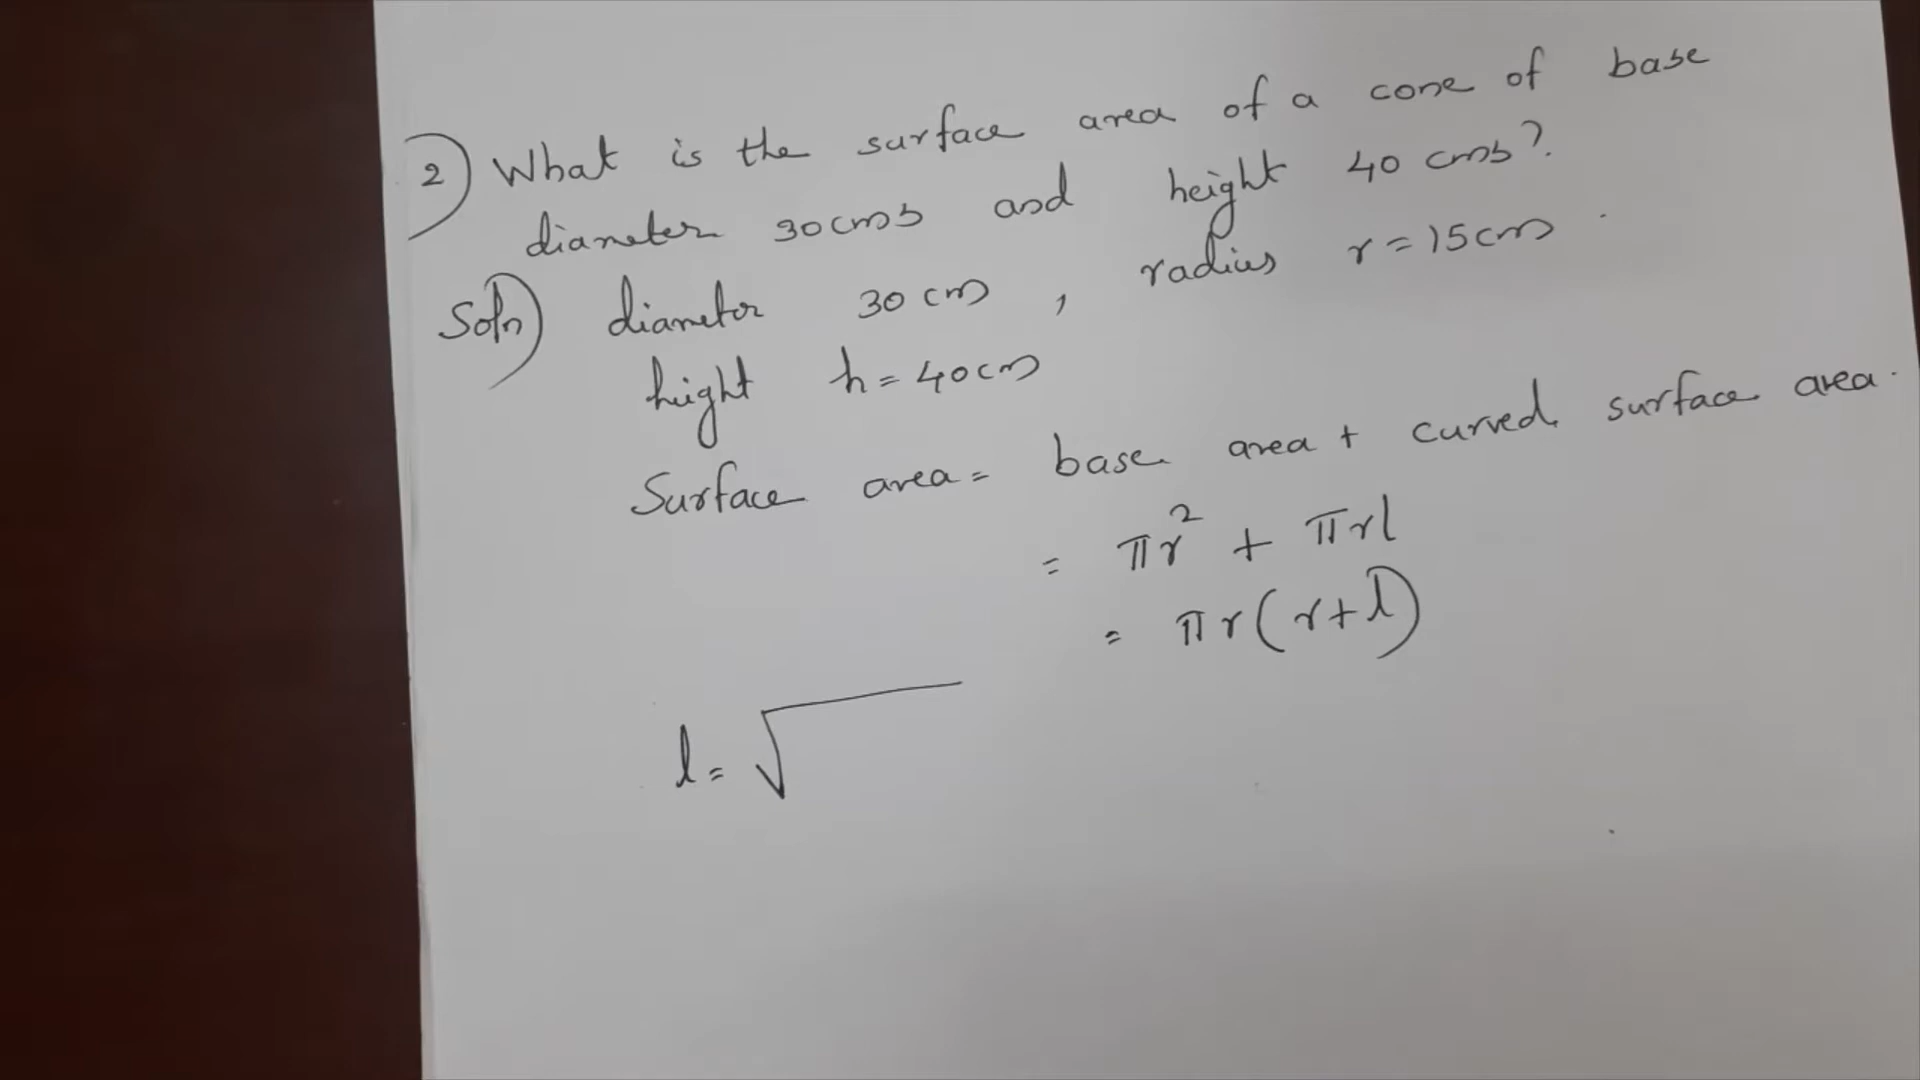 2) What is the surface area of a cone of base
diameter 30cms and height 40 cms?
Soln) diameter 30 cm , radius r = 15cm .
height h = 40cm
Surface area = base area + curved surface area.
= πr² + πrl
= πr(r+l)
l = √